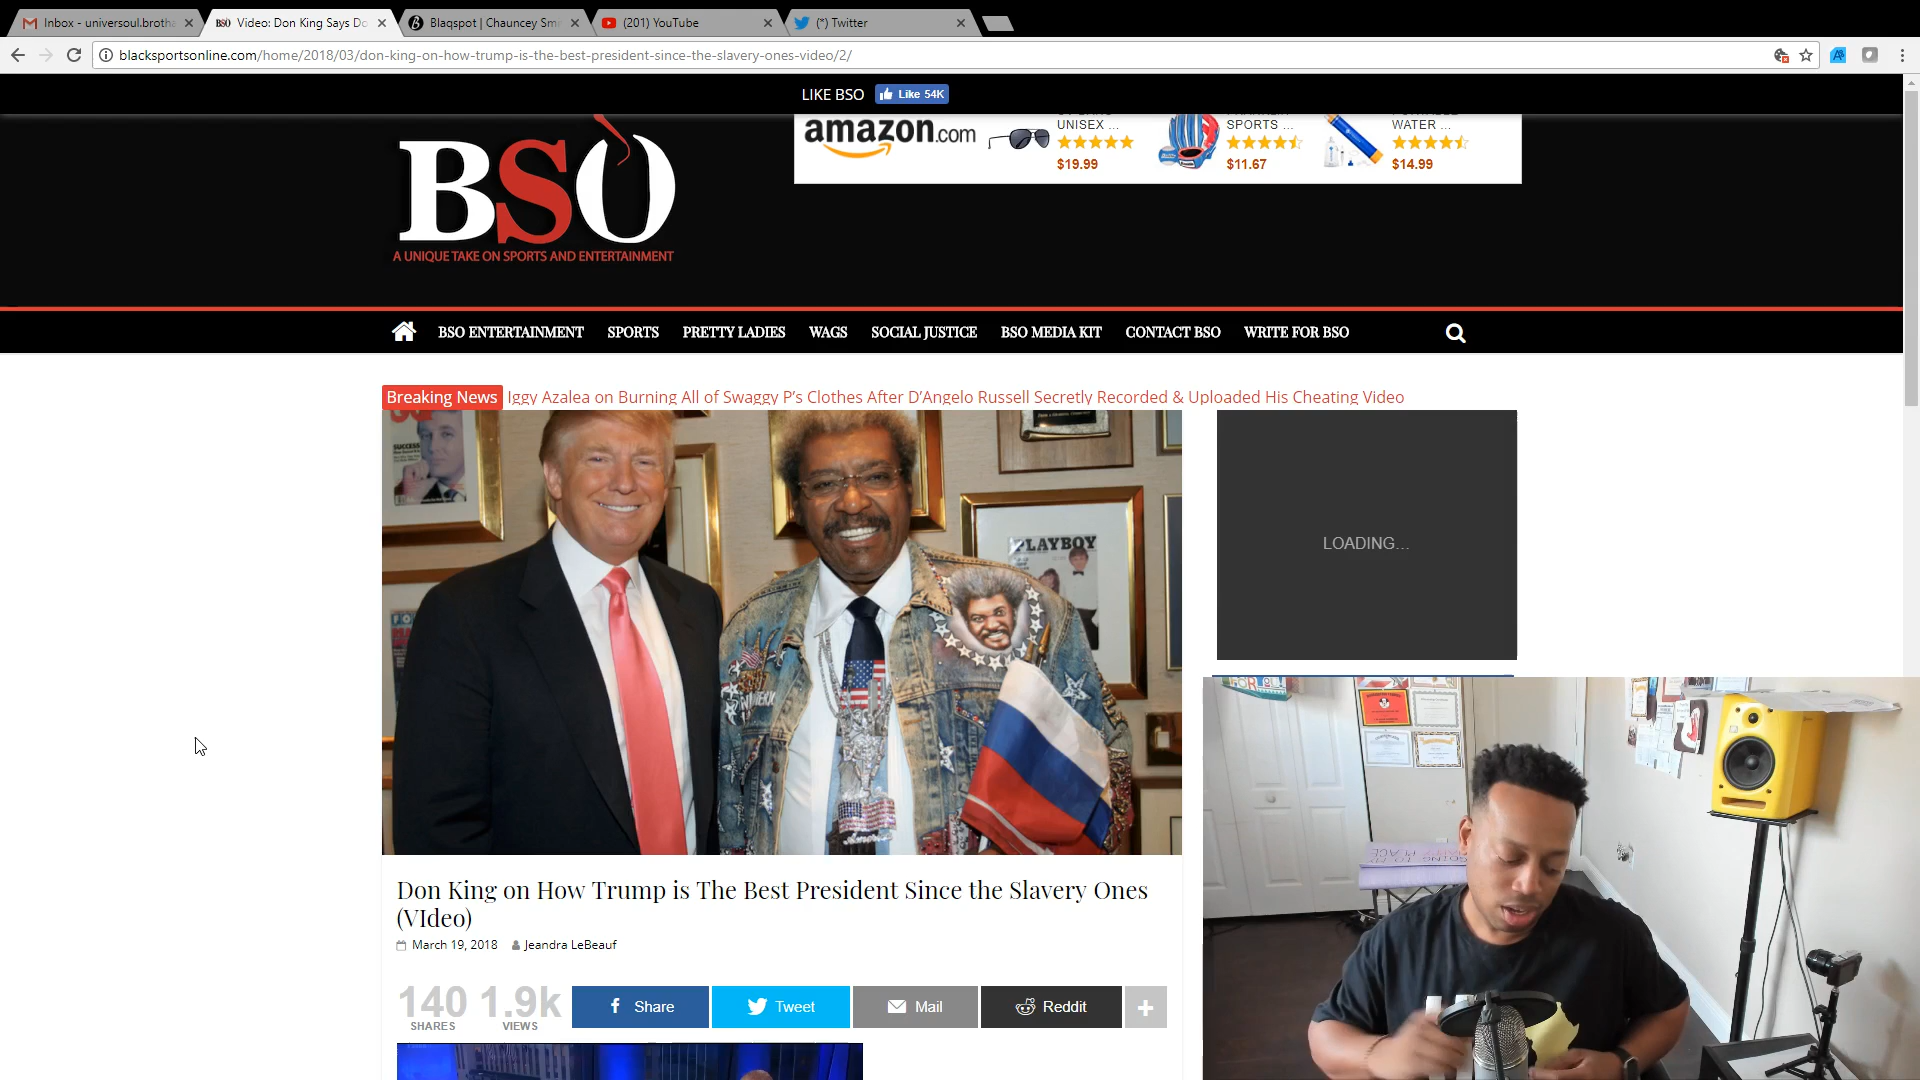 Inbox - universoul.brotha
Video: Don King Says Do
Blaqspot | Chauncey Sm
(201) YouTube
(*) Twitter
blacksportsonline.com/home/2018/03/don-king-on-how-trump-is-the-best-president-since-the-slavery-ones-video/2/
LIKE BSO
Like 54K
amazon.com
UNISEX ...
$19.99
SPORTS ...
$11.67
WATER ...
$14.99
BSO
A UNIQUE TAKE ON SPORTS AND ENTERTAINMENT
BSO ENTERTAINMENT
SPORTS
PRETTY LADIES
WAGS
SOCIAL JUSTICE
BSO MEDIA KIT
CONTACT BSO
WRITE FOR BSO
Breaking News
Iggy Azalea on Burning All of Swaggy P’s Clothes After D’Angelo Russell Secretly Recorded & Uploaded His Cheating Video
SUCCESS
PLAYBOY
LOADING...
Don King on How Trump is The Best President Since the Slavery Ones
(VIdeo)
March 19, 2018
Jeandra LeBeauf
140
SHARES
1.9k
VIEWS
Share
Tweet
Mail
Reddit
+